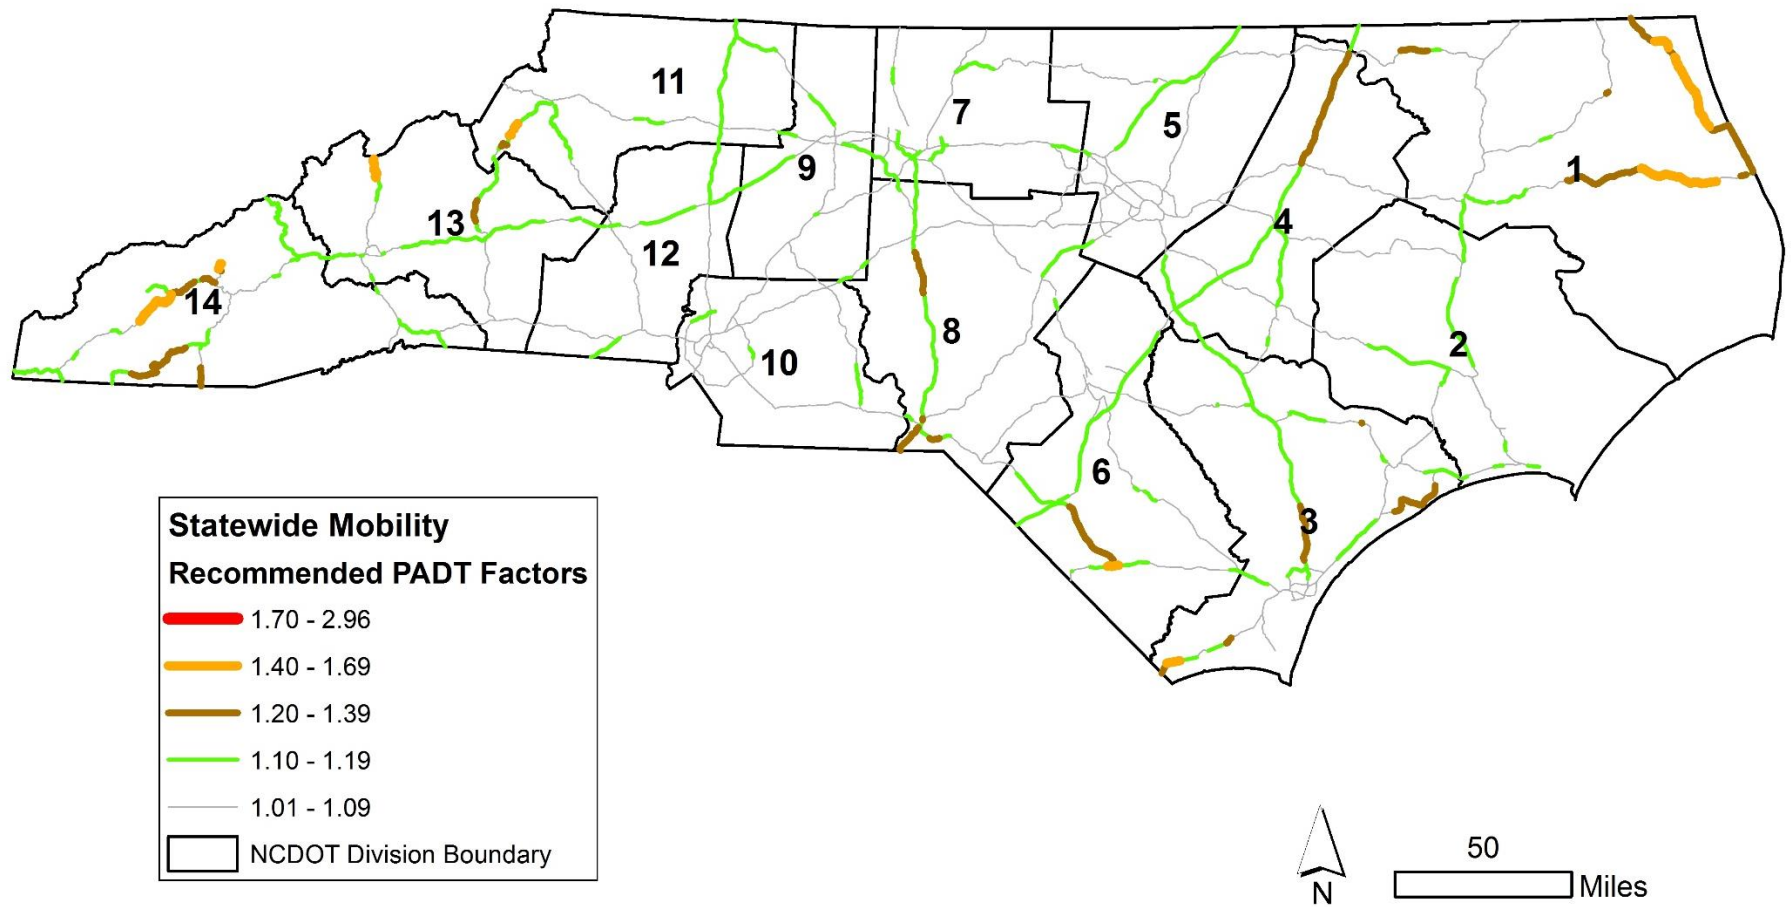 11
7
5
1
9
13
4
12
14
8
2
10
6
3
Statewide Mobility
Recommended PADT Factors
1.70 - 2.96
1.40 - 1.69
1.20 - 1.39
1.10 - 1.19
1.01 - 1.09
NCDOT Division Boundary
N
50
Miles